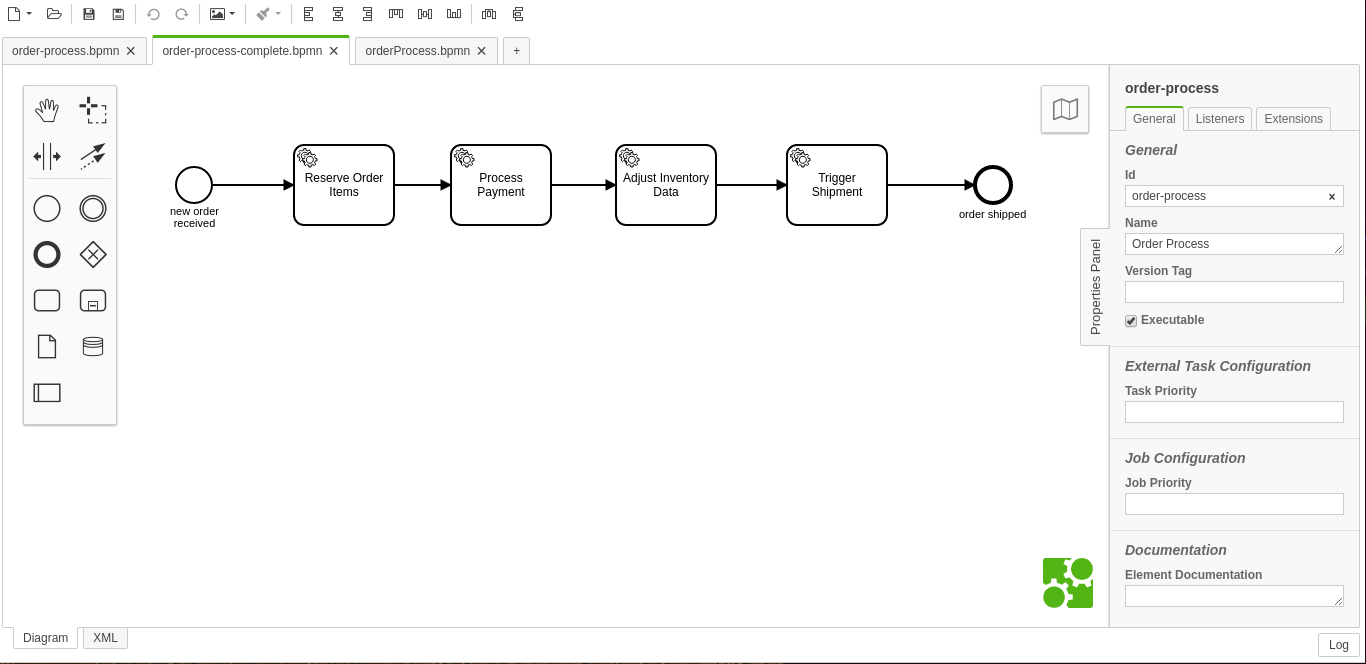 order-process.bpmn ✕
order-process-complete.bpmn ✕
orderProcess.bpmn ✕
+
new order
received
Reserve Order
Items
Process
Payment
Adjust Inventory
Data
Trigger
Shipment
order shipped
Properties Panel
order-process
General
Listeners
Extensions
General
Id
order-process
×
Name
Order Process
Version Tag
Executable
External Task Configuration
Task Priority
Job Configuration
Job Priority
Documentation
Element Documentation
Diagram
XML
Log